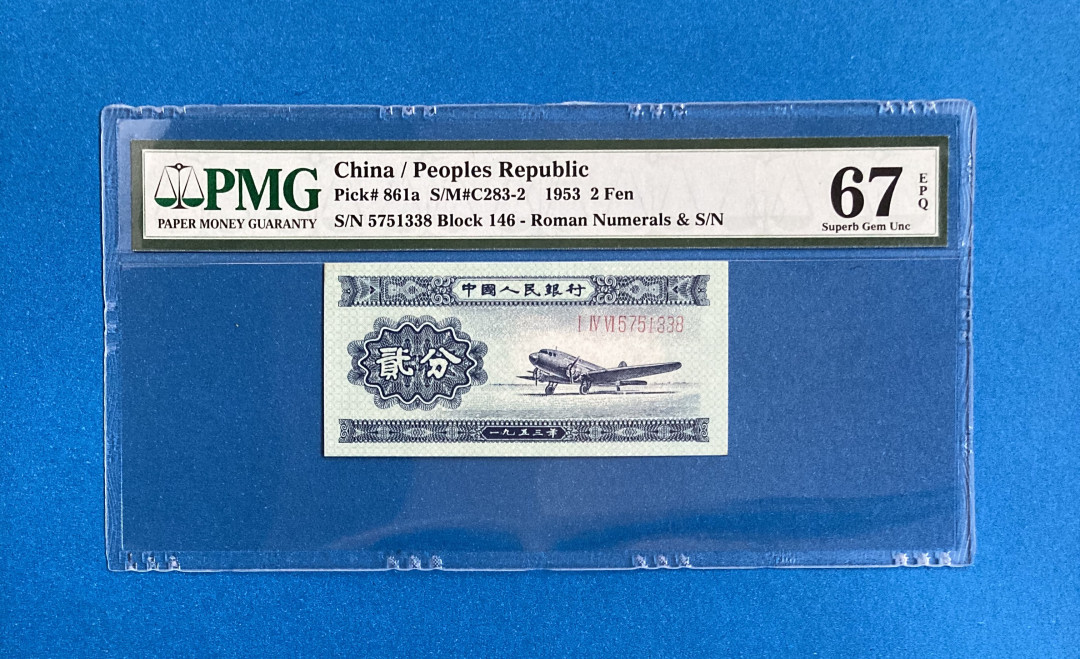 PMG
PAPER MONEY GUARANTY
China / Peoples Republic
Pick# 861a S/M#C283-2 1953 2 Fen
S/N 5751338 Block 146 - Roman Numerals & S/N
67
EPQ
Superb Gem Unc
中國人民銀行
I IV VI 5751338
貳分
一九五三年